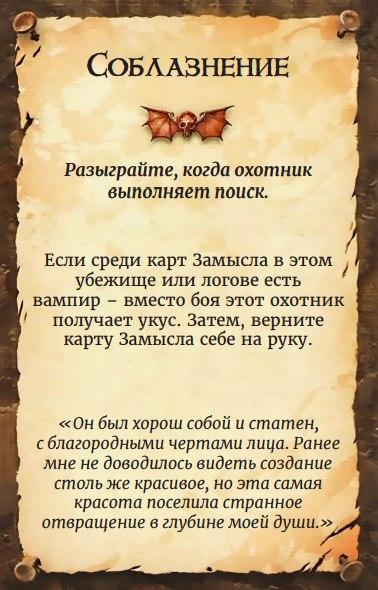 Соблазнение
Разыграйте, когда охотник
выполняет поиск.
Если среди карт Замысла в этом
убежище или логове есть
вампир – вместо боя этот охотник
получает укус. Затем, верните
карту Замысла себе на руку.
«Он был хорош собой и статен,
с благородными чертами лица. Ранее
мне не доводилось видеть создание
столь же красивое, но эта самая
красота поселила странное
отвращение в глубине моей души.»